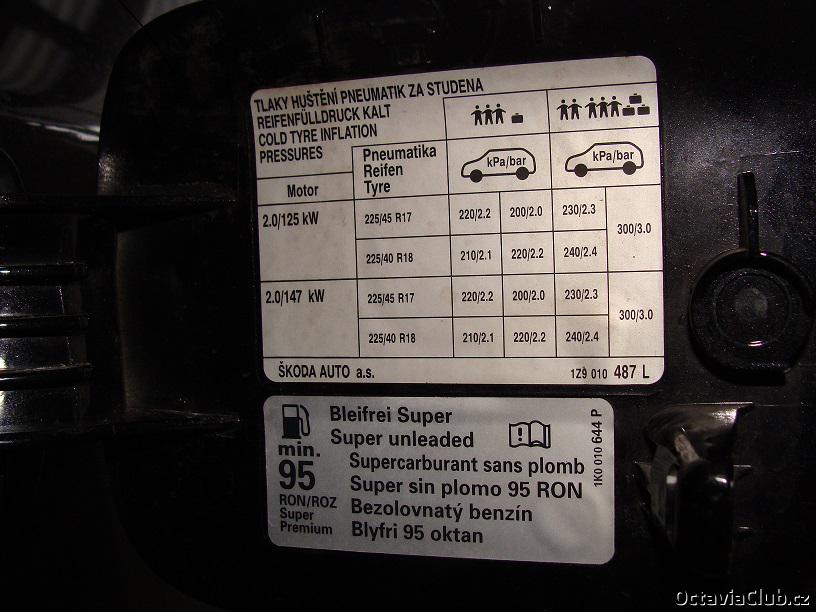 TLAKY HUŠTĚNÍ PNEUMATIK ZA STUDENA
REIFENFÜLLDRUCK KALT
COLD TYRE INFLATION
PRESSURES
Motor
Pneumatika
Reifen
Tyre
kPa/bar
kPa/bar
2.0/125 kW
225/45 R17
220/2.2
200/2.0
230/2.3
300/3.0
225/40 R18
210/2.1
220/2.2
240/2.4
2.0/147 kW
225/45 R17
220/2.2
200/2.0
230/2.3
300/3.0
225/40 R18
210/2.1
220/2.2
240/2.4
ŠKODA AUTO a.s.
1Z9 010 487 L
min.
95
RON/ROZ
Super
Premium
Bleifrei Super
Super unleaded
Supercarburant sans plomb
Super sin plomo 95 RON
Bezolovnatý benzín
Blyfri 95 oktan
1K0 010 644 P
OctaviaClub.cz